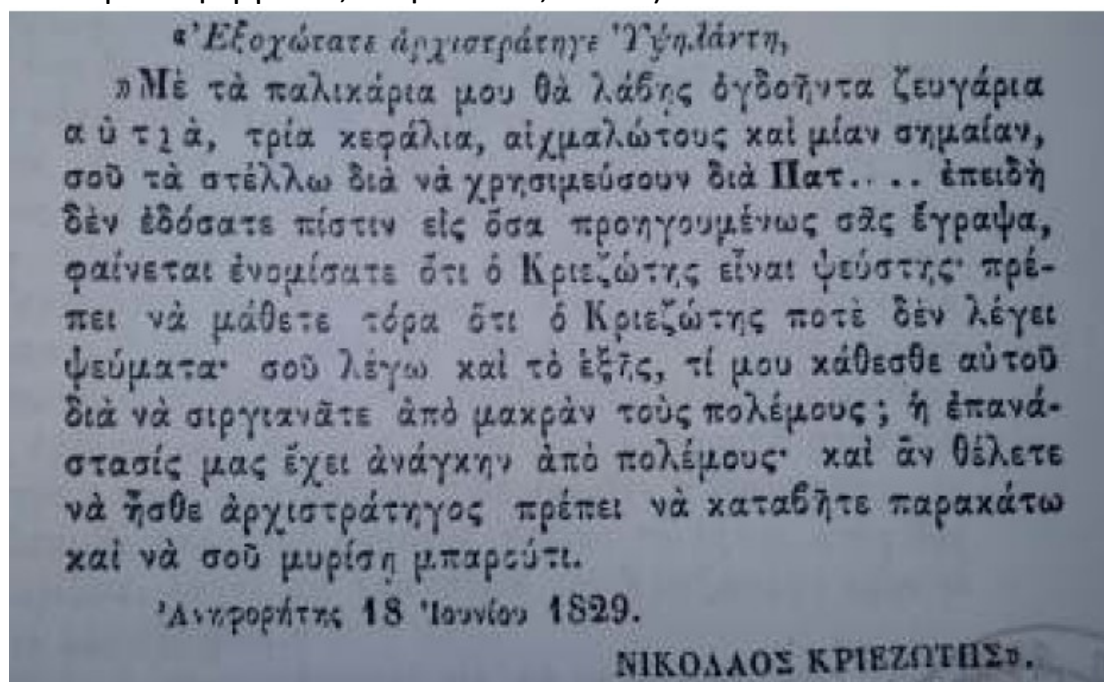 «Ἐξοχώτατε ἀρχιστράτηγε Ὑψηλάντη,
»Μὲ τὰ παλικάρια μου θὰ λάβῃς ὀγδοῆντα ζευγάρια
αὐτιὰ, τρία κεφάλια, αἰχμαλώτους καὶ μίαν σημαίαν,
σοῦ τὰ στέλλω διὰ νὰ χρησιμεύσουν διὰ Πατ.... ἐπειδὴ
δὲν ἐδόσατε πίστιν εἰς ὅσα προηγουμένως σᾶς ἔγραψα,
φαίνεται ἐνομίσατε ὅτι ὁ Κριεζώτης εἶναι ψεύστης· πρέ-
πει νὰ μάθετε τόρα ὅτι ὁ Κριεζώτης ποτὲ δὲν λέγει
ψεύματα· σοῦ λέγω καὶ τὸ ἑξῆς, τί μου κάθεσθε αὐτοῦ
διὰ νὰ σιργιανᾶτε ἀπὸ μακρὰν τοὺς πολέμους; ἡ ἐπανά-
στασίς μας ἔχει ἀνάγκην ἀπὸ πολέμους· καὶ ἂν θέλετε
νὰ ἦσθε ἀρχιστράτηγος πρέπει νὰ καταβῆτε παρακάτω
καὶ νὰ σοῦ μυρίσῃ μπαρούτι.
Ἀνηφορήτης 18 Ἰουνίου 1829.
ΝΙΚΟΛΑΟΣ ΚΡΙΕΖΩΤΗΣ».